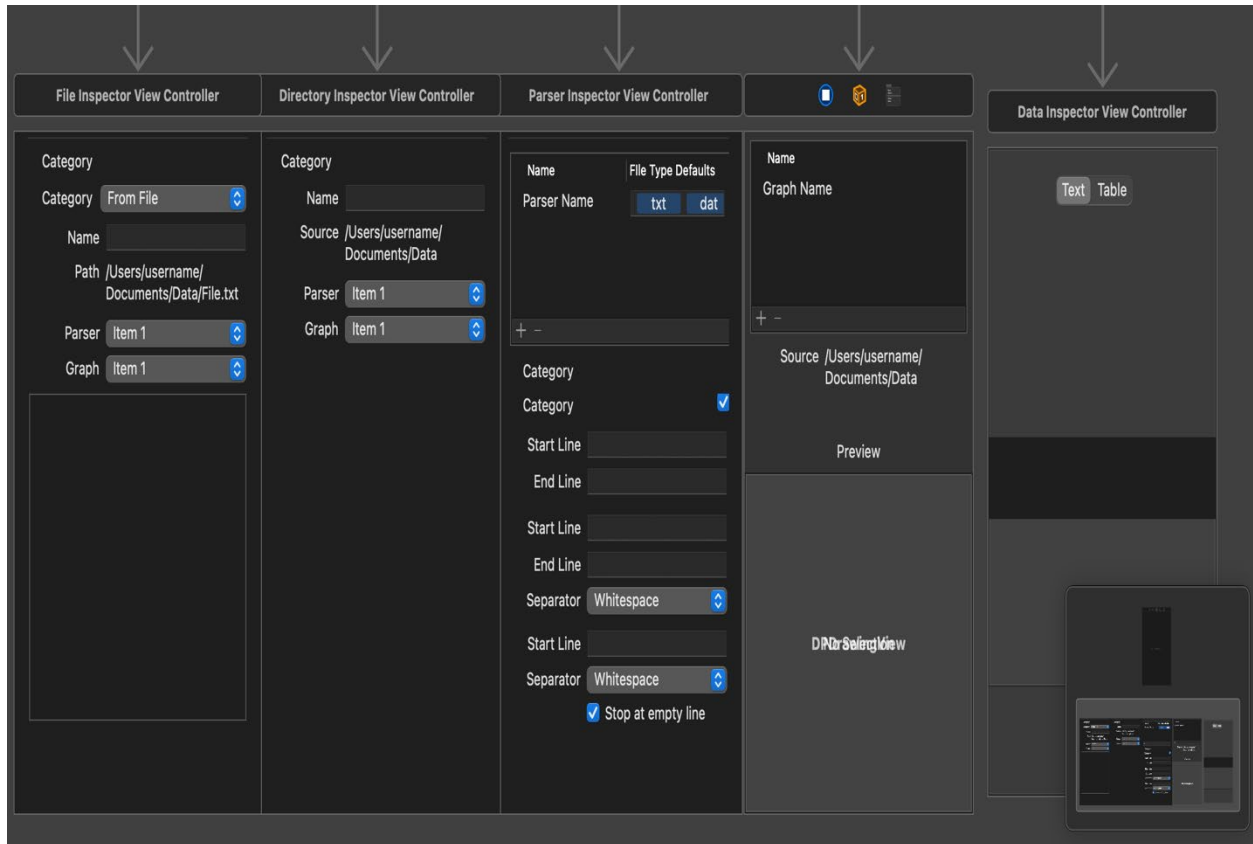 File Inspector View Controller
Directory Inspector View Controller
Parser Inspector View Controller
Data Inspector View Controller
Category
Category From File
Name
Path /Users/username/
Documents/Data/File.txt
Parser Item 1
Graph Item 1
Category
Name
Source /Users/username/
Documents/Data
Parser Item 1
Graph Item 1
Name File Type Defaults
Parser Name txt dat
+ −
Category
Category
Start Line
End Line
Start Line
End Line
Separator Whitespace
Start Line
Separator Whitespace
Stop at empty line
Name
Graph Name
+ −
Source /Users/username/
Documents/Data
Preview
No Selection
Text Table